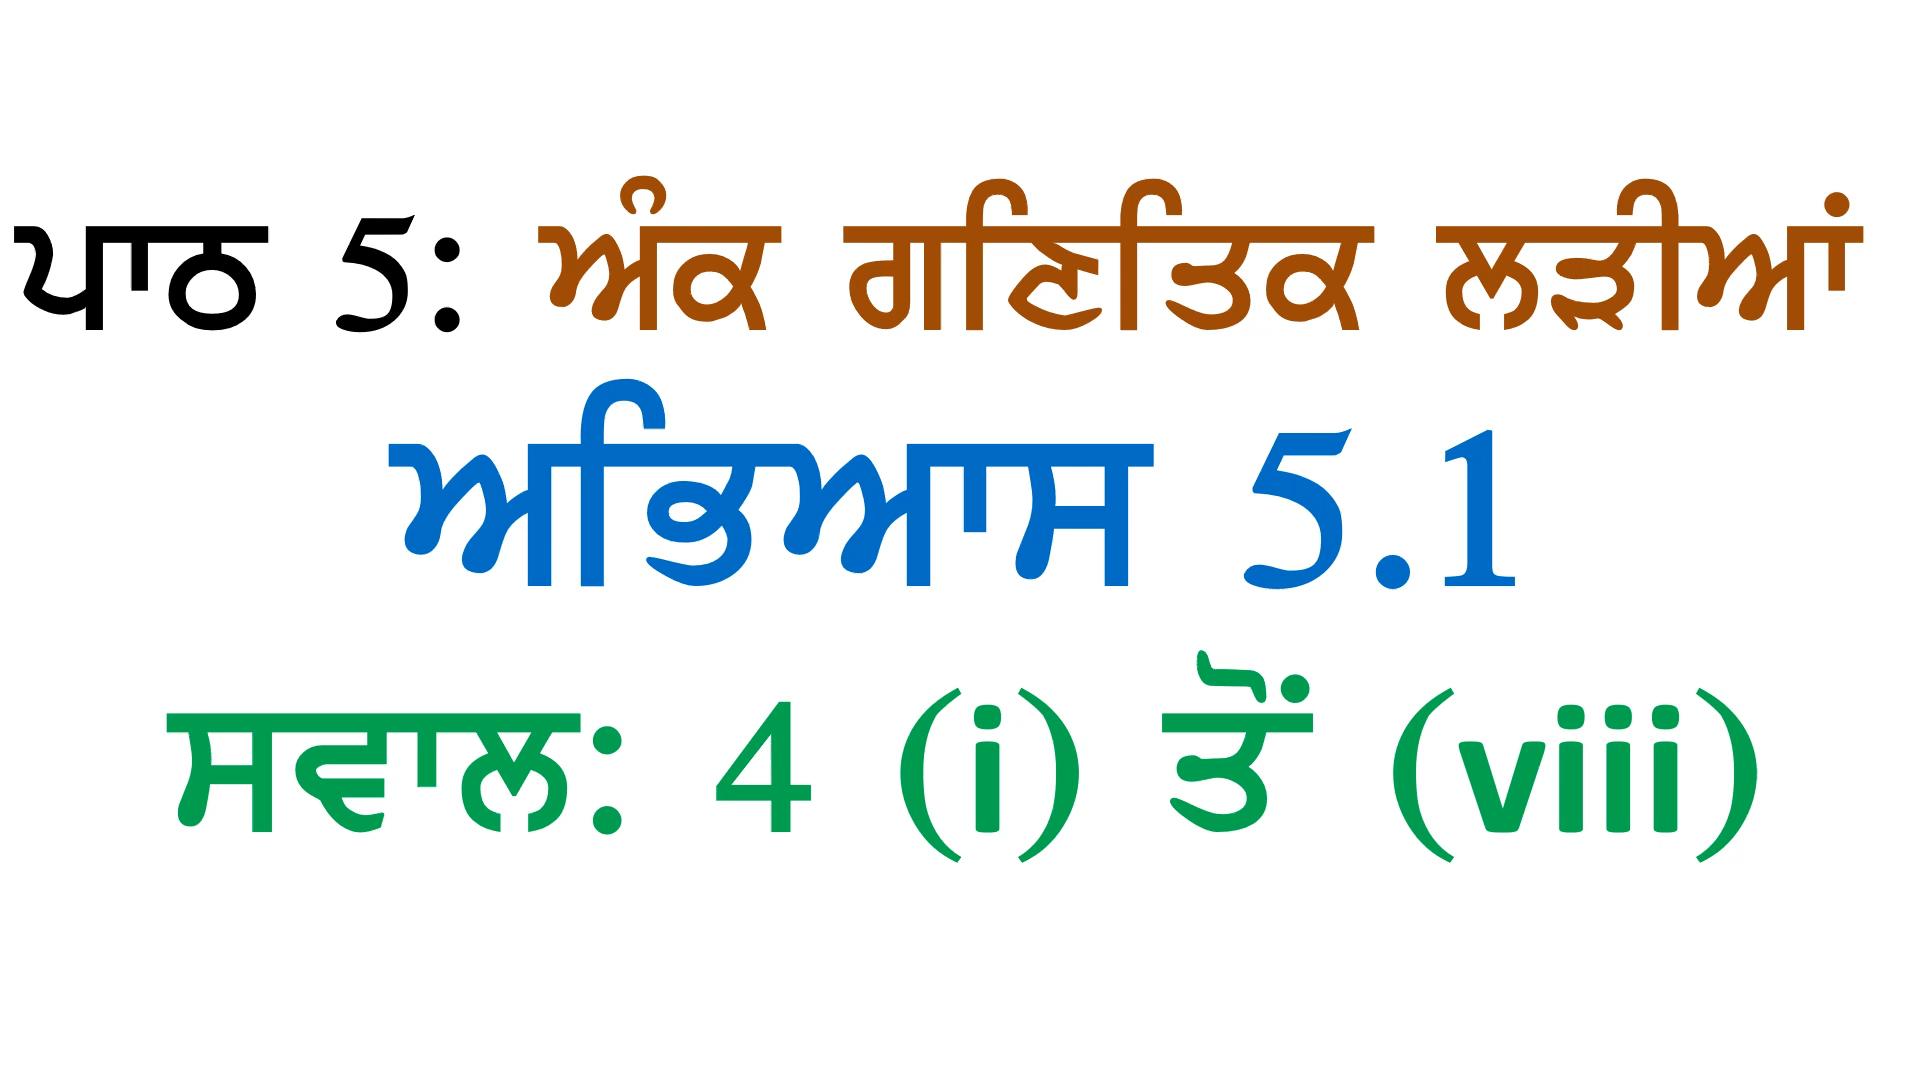 ਪਾਠ 5: ਅੰਕ ਗਣਿਤਿਕ ਲੜੀਆਂ
ਅਭਿਆਸ 5.1
ਸਵਾਲ: 4 (i) ਤੋਂ (viii)